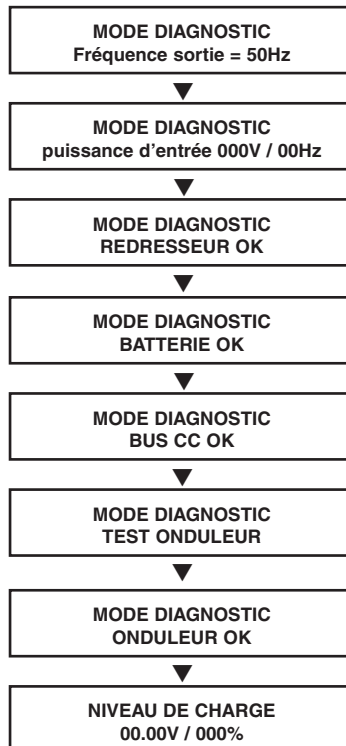 MODE DIAGNOSTIC
Fréquence sortie = 50Hz
MODE DIAGNOSTIC
puissance d'entrée 000V / 00Hz
MODE DIAGNOSTIC
REDRESSEUR OK
MODE DIAGNOSTIC
BATTERIE OK
MODE DIAGNOSTIC
BUS CC OK
MODE DIAGNOSTIC
TEST ONDULEUR
MODE DIAGNOSTIC
ONDULEUR OK
NIVEAU DE CHARGE
00.00V / 000%